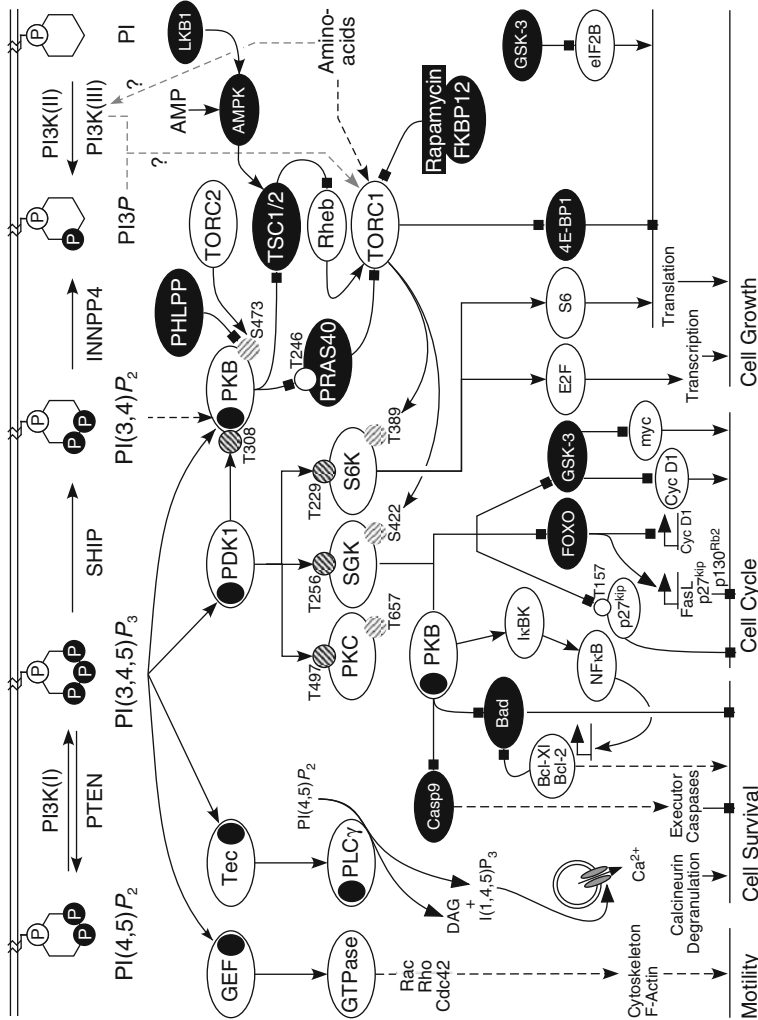 P
P
P
PI(4,5)P2
PI3K(I)
PTEN
P
P
P
P
PI(3,4,5)P3
SHIP
P
P
P
PI(3,4)P2
INNPP4
P
P
PI3P
PI3K(II)
PI3K(III)
P
PI
?
?
GEF
GTPase
Rac
Rho
Cdc42
Cytoskeleton
F-Actin
Motility
Tec
PLCγ
PI(4,5)P2
DAG
+
I(1,4,5)P3
Ca2+
Calcineurin
Degranulation
Casp9
Executor
Caspases
Cell Survival
PDK1
T308
PKB
S473
PHLPP
TORC2
T246
PRAS40
TSC1/2
Rheb
TORC1
AMP
AMPK
LKB1
Amino-
acids
Rapamycin
FKBP12
T497
PKC
T657
T256
SGK
S422
T229
S6K
T389
PKB
Bad
Bcl-Xl
Bcl-2
IκBK
NFκB
T157
p27kip
FOXO
FasL
p27kip
p130Rb2
Cyc D1
GSK-3
Cyc D1
myc
Cell Cycle
E2F
S6
4E-BP1
GSK-3
eIF2B
Transcription
Translation
Cell Growth